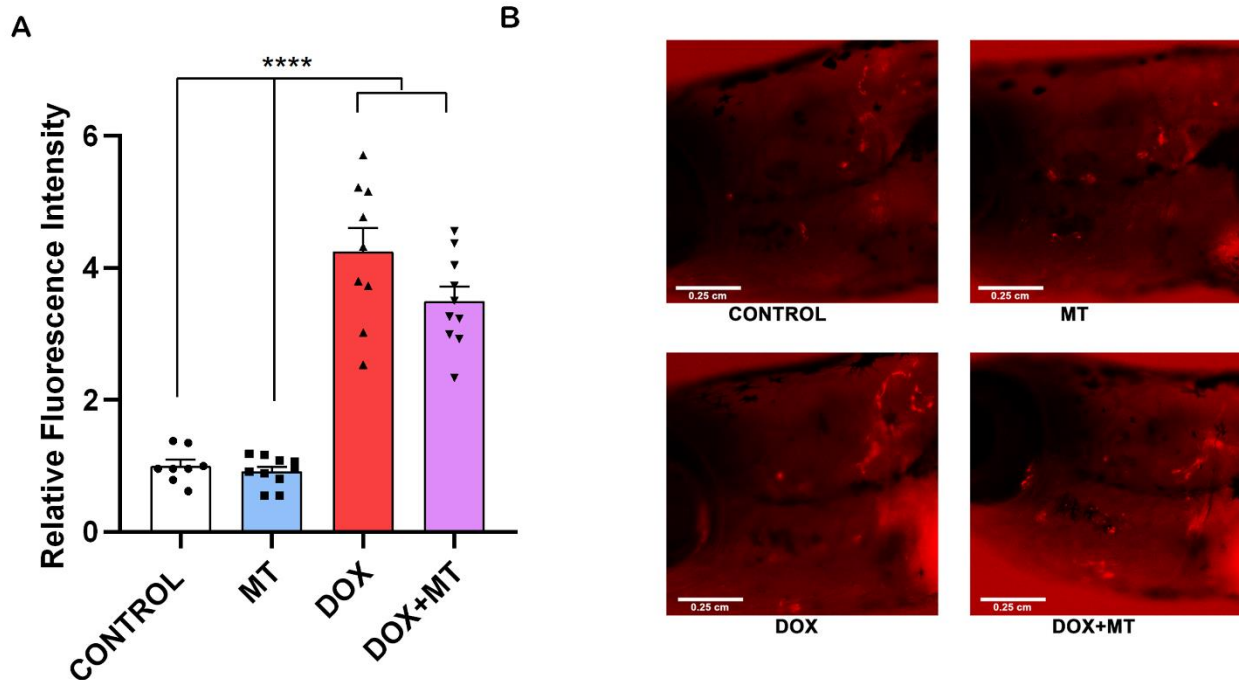 A
B
****
Relative Fluorescence Intensity
6
4
2
0
CONTROL
MT
DOX
DOX+MT
0.25 cm
0.25 cm
CONTROL
MT
0.25 cm
0.25 cm
DOX
DOX+MT